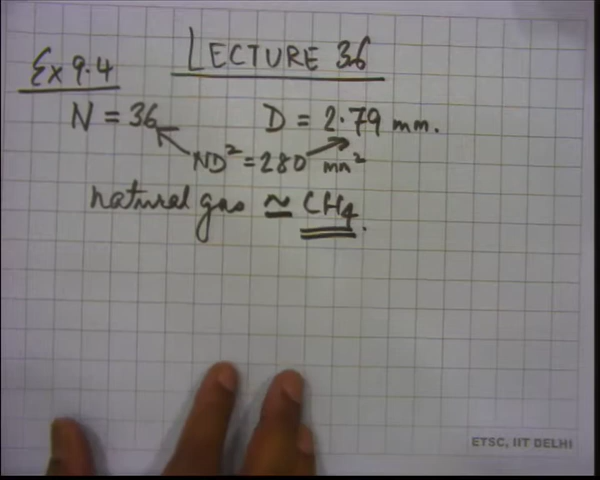 LECTURE 36
Ex 9.4
N = 36 D = 2.79 mm.
ND² = 280 mm²
natural gas ≃ CH₄.
ETSC, IIT DELHI